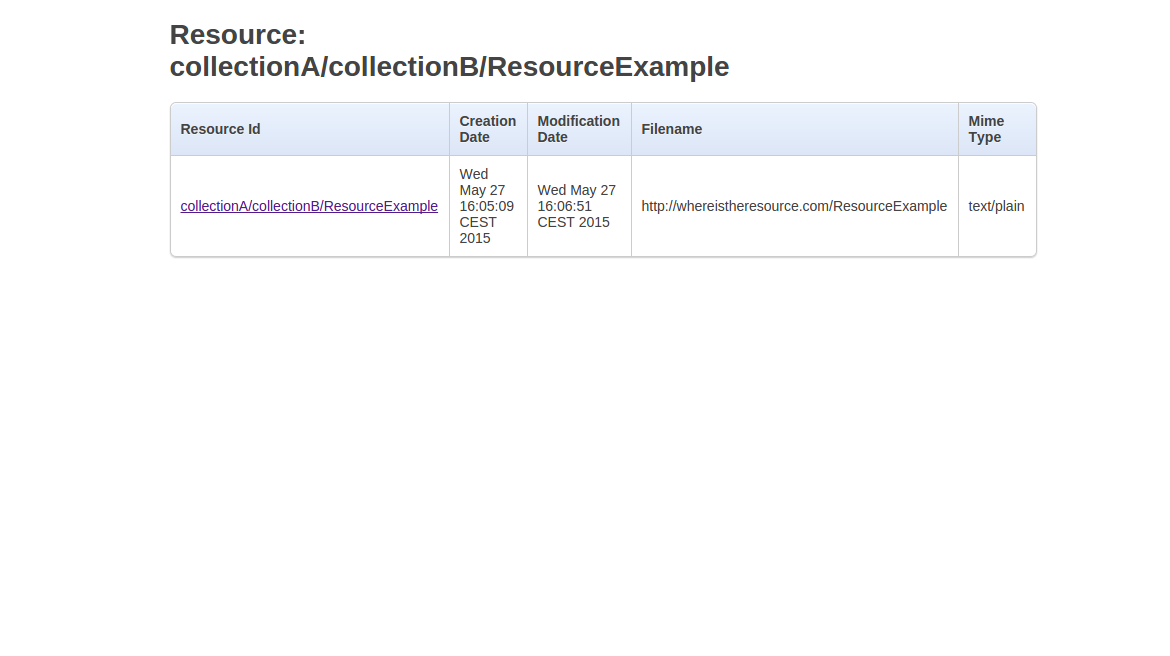 Resource:
collectionA/collectionB/ResourceExample
Resource Id
Creation
Date
Modification
Date
Filename
Mime
Type
collectionA/collectionB/ResourceExample
Wed
May 27
16:05:09
CEST
2015
Wed May 27
16:06:51
CEST 2015
http://whereistheresource.com/ResourceExample
text/plain